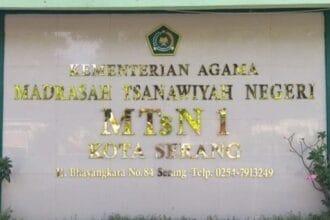 KEMENTERIAN AGAMA
MADRASAH TSANAWIYAH NEGERI
MTsN 1
KOTA SERANG
Jl. Bhayangkara No.84 Serang Telp. 0254-7913249